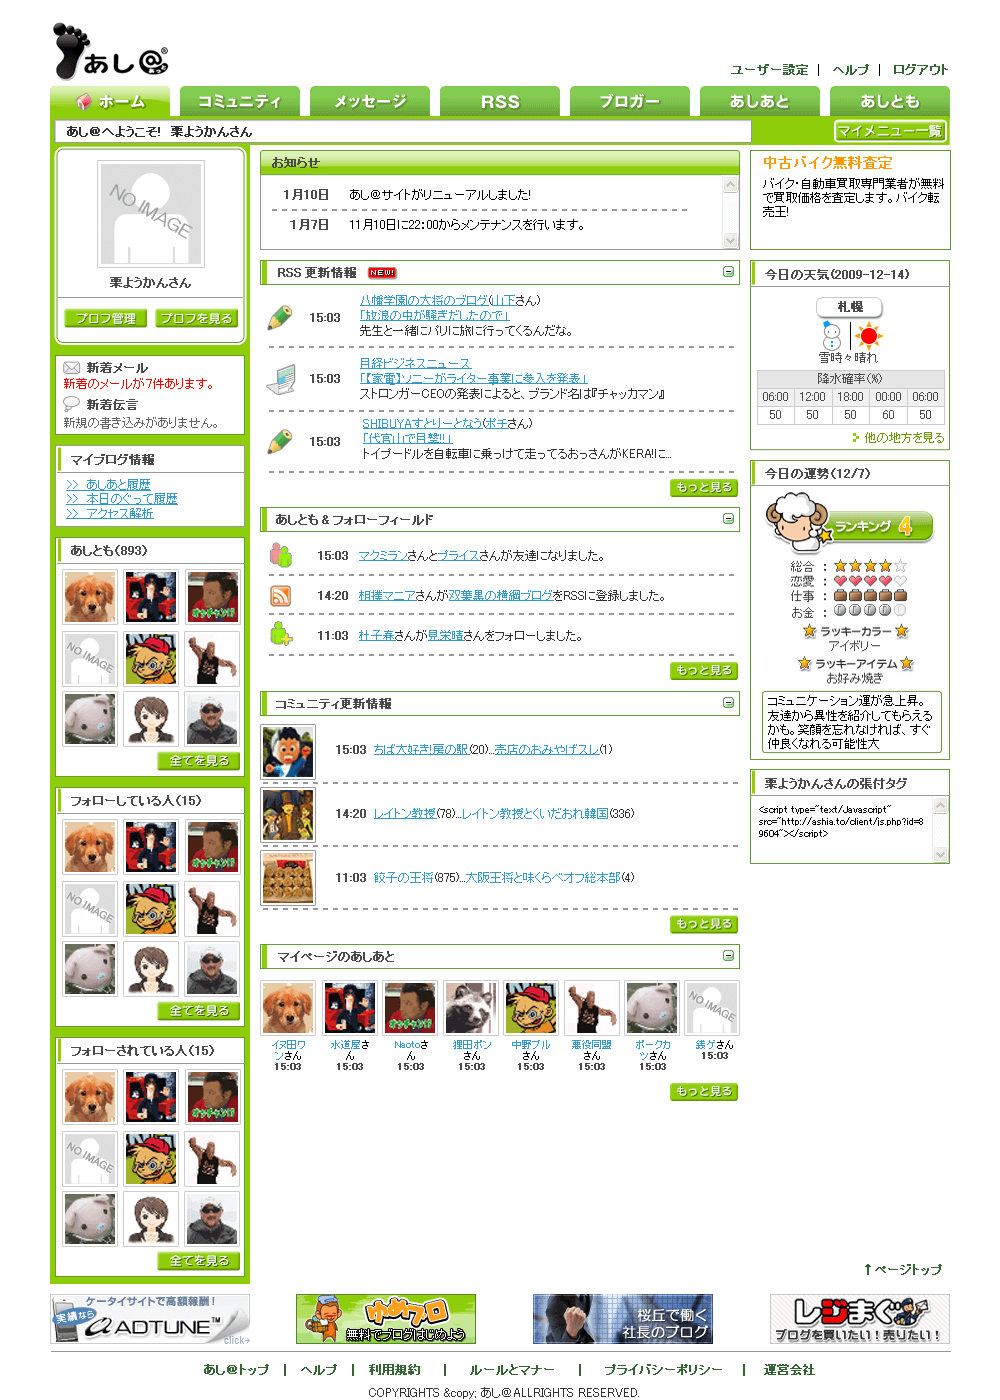 あし@®
ユーザー設定 | ヘルプ | ログアウト
ホーム コミュニティ メッセージ RSS ブロガー あしあと あしとも
あし@へようこそ! 栗ようかんさん
マイメニュー一覧
NO IMAGE
栗ようかんさん
プロフ管理 プロフを見る
新着メール
新着のメールが7件あります。
新着伝言
新規の書き込みがありません。
マイブログ情報
>> あしあと履歴
>> 本日のぐって履歴
>> アクセス解析
あしとも(893)
オッチャン!?
NO IMAGE
全てを見る
フォローしている人(15)
オッチャン!?
NO IMAGE
全てを見る
フォローされている人(15)
オッチャン!?
NO IMAGE
全てを見る
お知らせ
1月10日 あし@サイトがリニューアルしました!
1月7日 11月10日に22:00からメンテナンスを行います。
RSS 更新情報 NEW!
八幡学園の大将のブログ(山下さん)
15:03 「放浪の虫が騒ぎだしたので」
先生と一緒にパリに旅に行ってくるんだな。
日経ビジネスニュース
15:03 「【家電】ソニーがライター事業に参入を発表」
ストロンガーCEOの発表によると、ブランド名は『チャッカマン』
SHIBUYAすとりーとなう(ポチさん)
15:03 「代官山で目撃!!」
トイプードルを自転車に乗っけて走ってるおっさんがKERA!に...
もっと見る
あしとも & フォローフィールド
15:03 マクミランさんとプライスさんが友達になりました。
14:20 相撲マニアさんが双葉黒の横綱ブログをRSSに登録しました。
11:03 杜子春さんが見栄晴さんをフォローしました。
もっと見る
コミュニティ更新情報
15:03 ちば大好き!房の駅(20)...売店のおみやげスレ(1)
14:20 レイトン教授(78)...レイトン教授とくいだおれ韓国(336)
11:03 餃子の王将(875)...大阪王将と味くらべオフ総本部(4)
もっと見る
マイページのあしあと
オッチャン!?
NO IMAGE
イヌ田ワンさん 15:03
水道屋さん 15:03
Naotoさん 15:03
狸田ポンさん 15:03
中野ブルさん 15:03
悪役同盟さん 15:03
ポークカツさん 15:03
銭ゲさん 15:03
もっと見る
中古バイク無料査定
バイク・自動車買取専門業者が無料
で買取価格を査定します。バイク転
売王!
今日の天気(2009-12-14)
札幌
雪時々晴れ
降水確率(%)
06:00 12:00 18:00 00:00 06:00
50 50 50 60 50
他の地方を見る
今日の運勢(12/7)
ランキング 4
総合 :
恋愛 :
仕事 :
お金 :
ラッキーカラー
アイボリー
ラッキーアイテム
お好み焼き
コミュニケーション運が急上昇。
友達から異性を紹介してもらえる
かも。笑顔を忘れなければ、すぐ
仲良くなれる可能性大
栗ようかんさんの張付タグ
<script type="text/Javascript"
src="http://ashia.to/client/js.php?id=8
9604"></script>
↑ページトップ
ケータイサイトで高額報酬!
実績なら
ADTUNE™
click
ゆめブロ
無料でブログはじめよう
桜丘で働く
社長のブログ
レジまぐ
ブログを買いたい!売りたい!
あし@トップ | ヘルプ | 利用規約 | ルールとマナー | プライバシーポリシー | 運営会社
COPYRIGHTS &copy; あし@ ALLRIGHTS RESERVED.